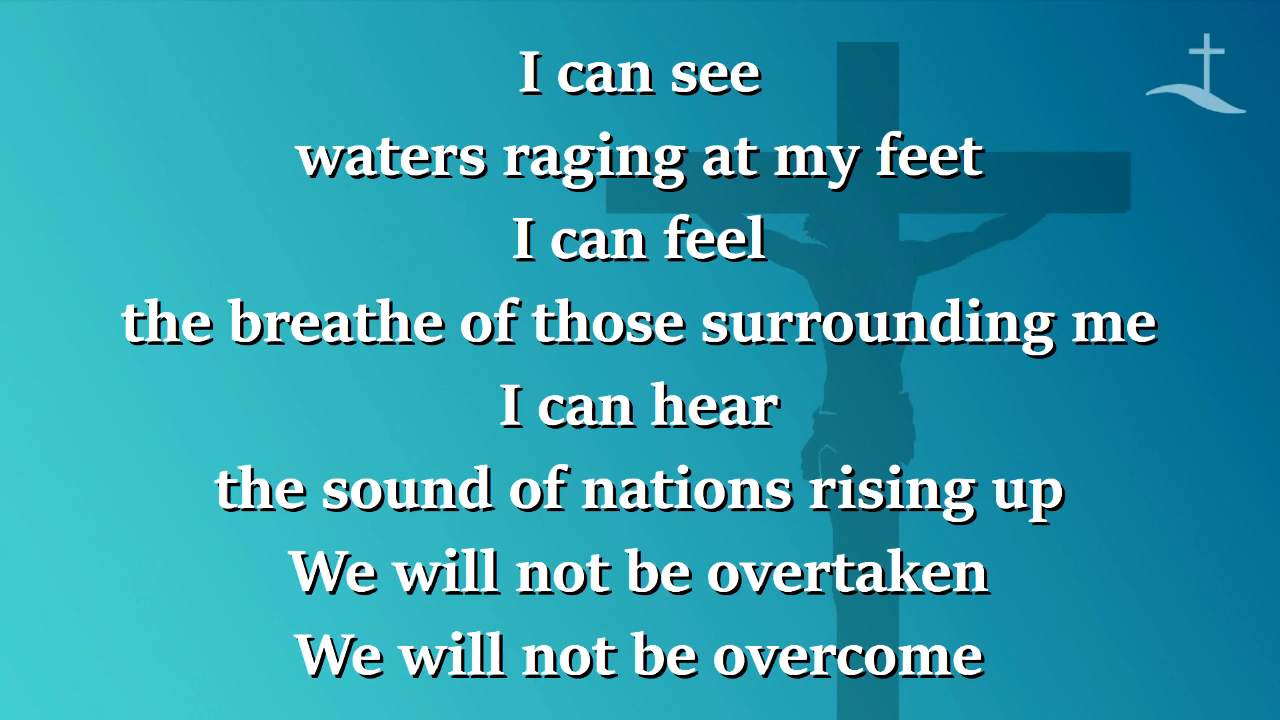 I can see
waters raging at my feet
I can feel
the breathe of those surrounding me
I can hear
the sound of nations rising up
We will not be overtaken
We will not be overcome